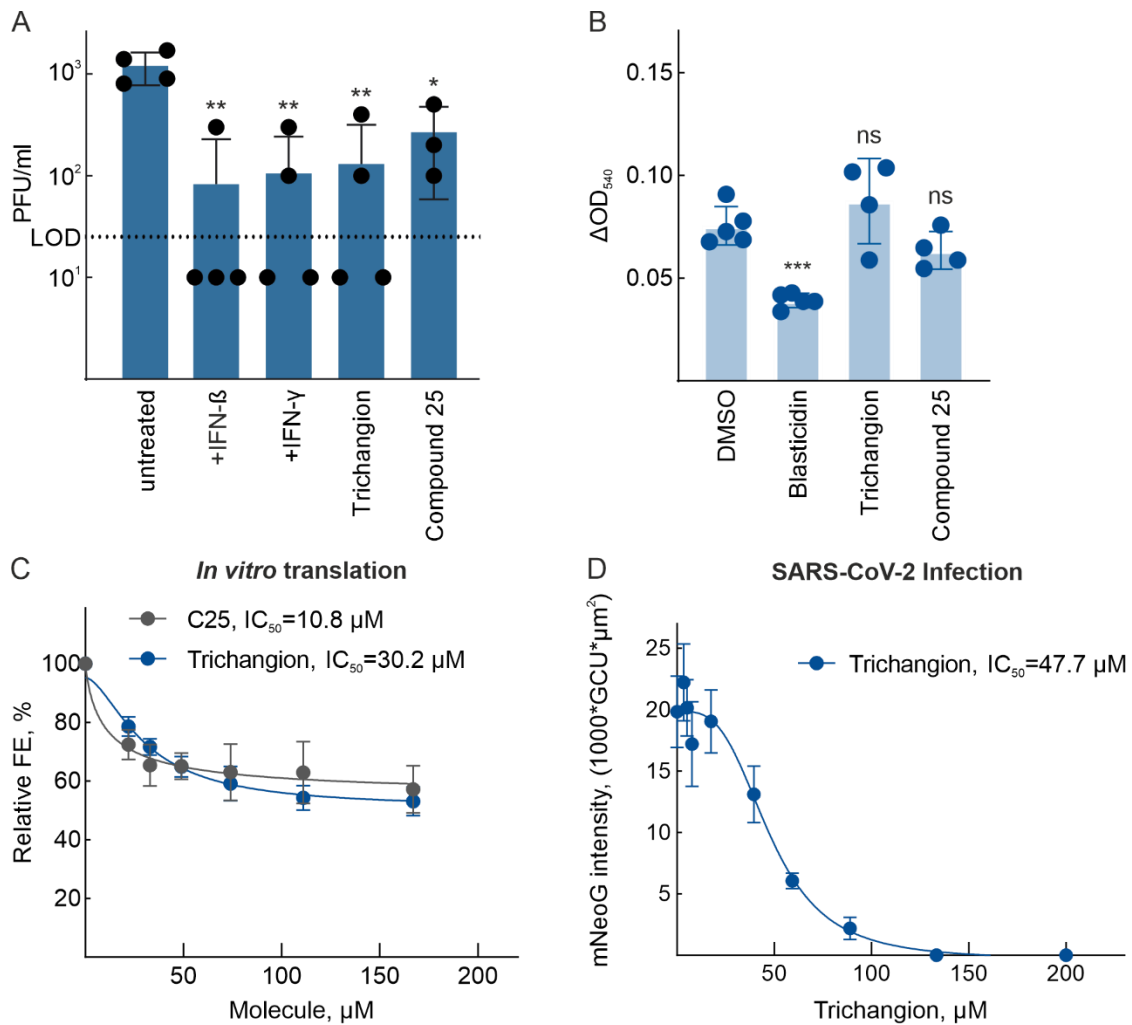 A
PFU/ml
10³
10²
LOD
10¹
** ** ** *
untreated
+IFN-ß
+IFN-γ
Trichangion
Compound 25
B
ΔOD₅₄₀
0.15
0.10
0.05
*** ns ns
DMSO
Blasticidin
Trichangion
Compound 25
C
In vitro translation
C25, IC₅₀=10.8 µM
Trichangion, IC₅₀=30.2 µM
Relative FE, %
100
80
60
40
20
50 100 150 200
Molecule, µM
D
SARS-CoV-2 Infection
Trichangion, IC₅₀=47.7 µM
mNeoG intensity, (1000*GCU*µm²)
25
20
15
10
5
50 100 150 200
Trichangion, µM